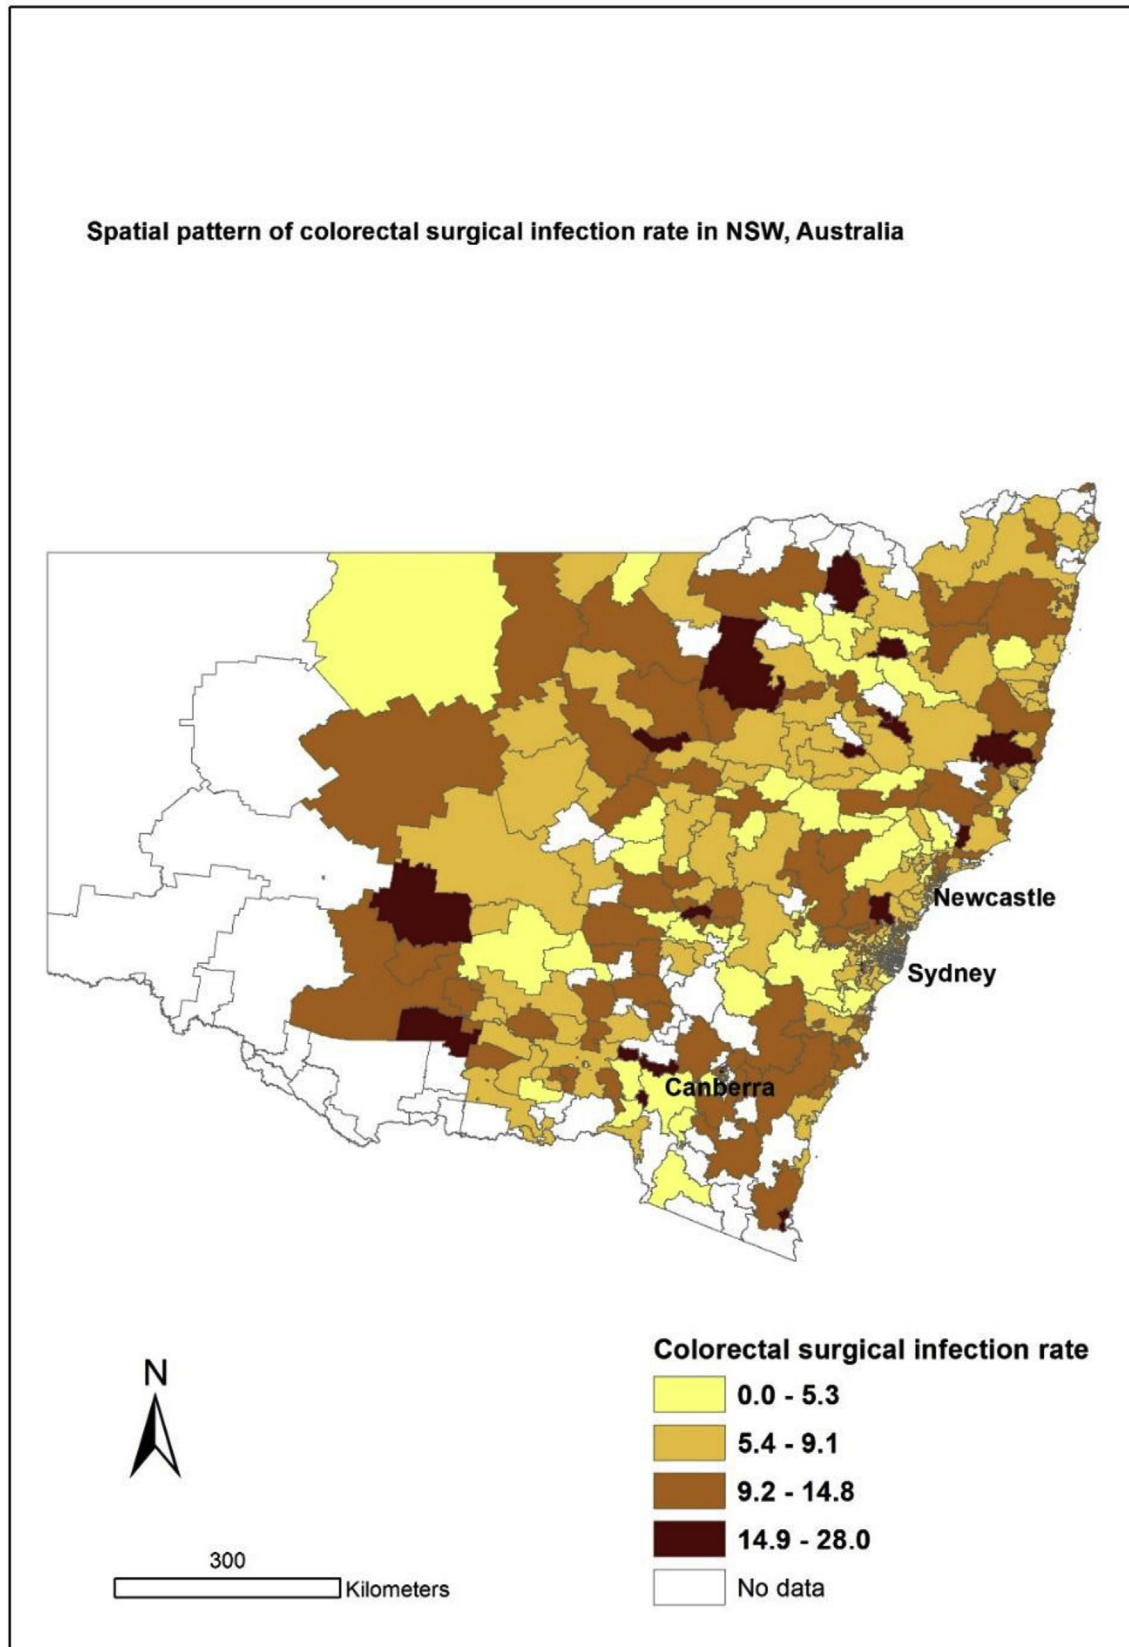 Spatial pattern of colorectal surgical infection rate in NSW, Australia
Newcastle
Sydney
Canberra
N
300
Kilometers
Colorectal surgical infection rate
0.0 - 5.3
5.4 - 9.1
9.2 - 14.8
14.9 - 28.0
No data